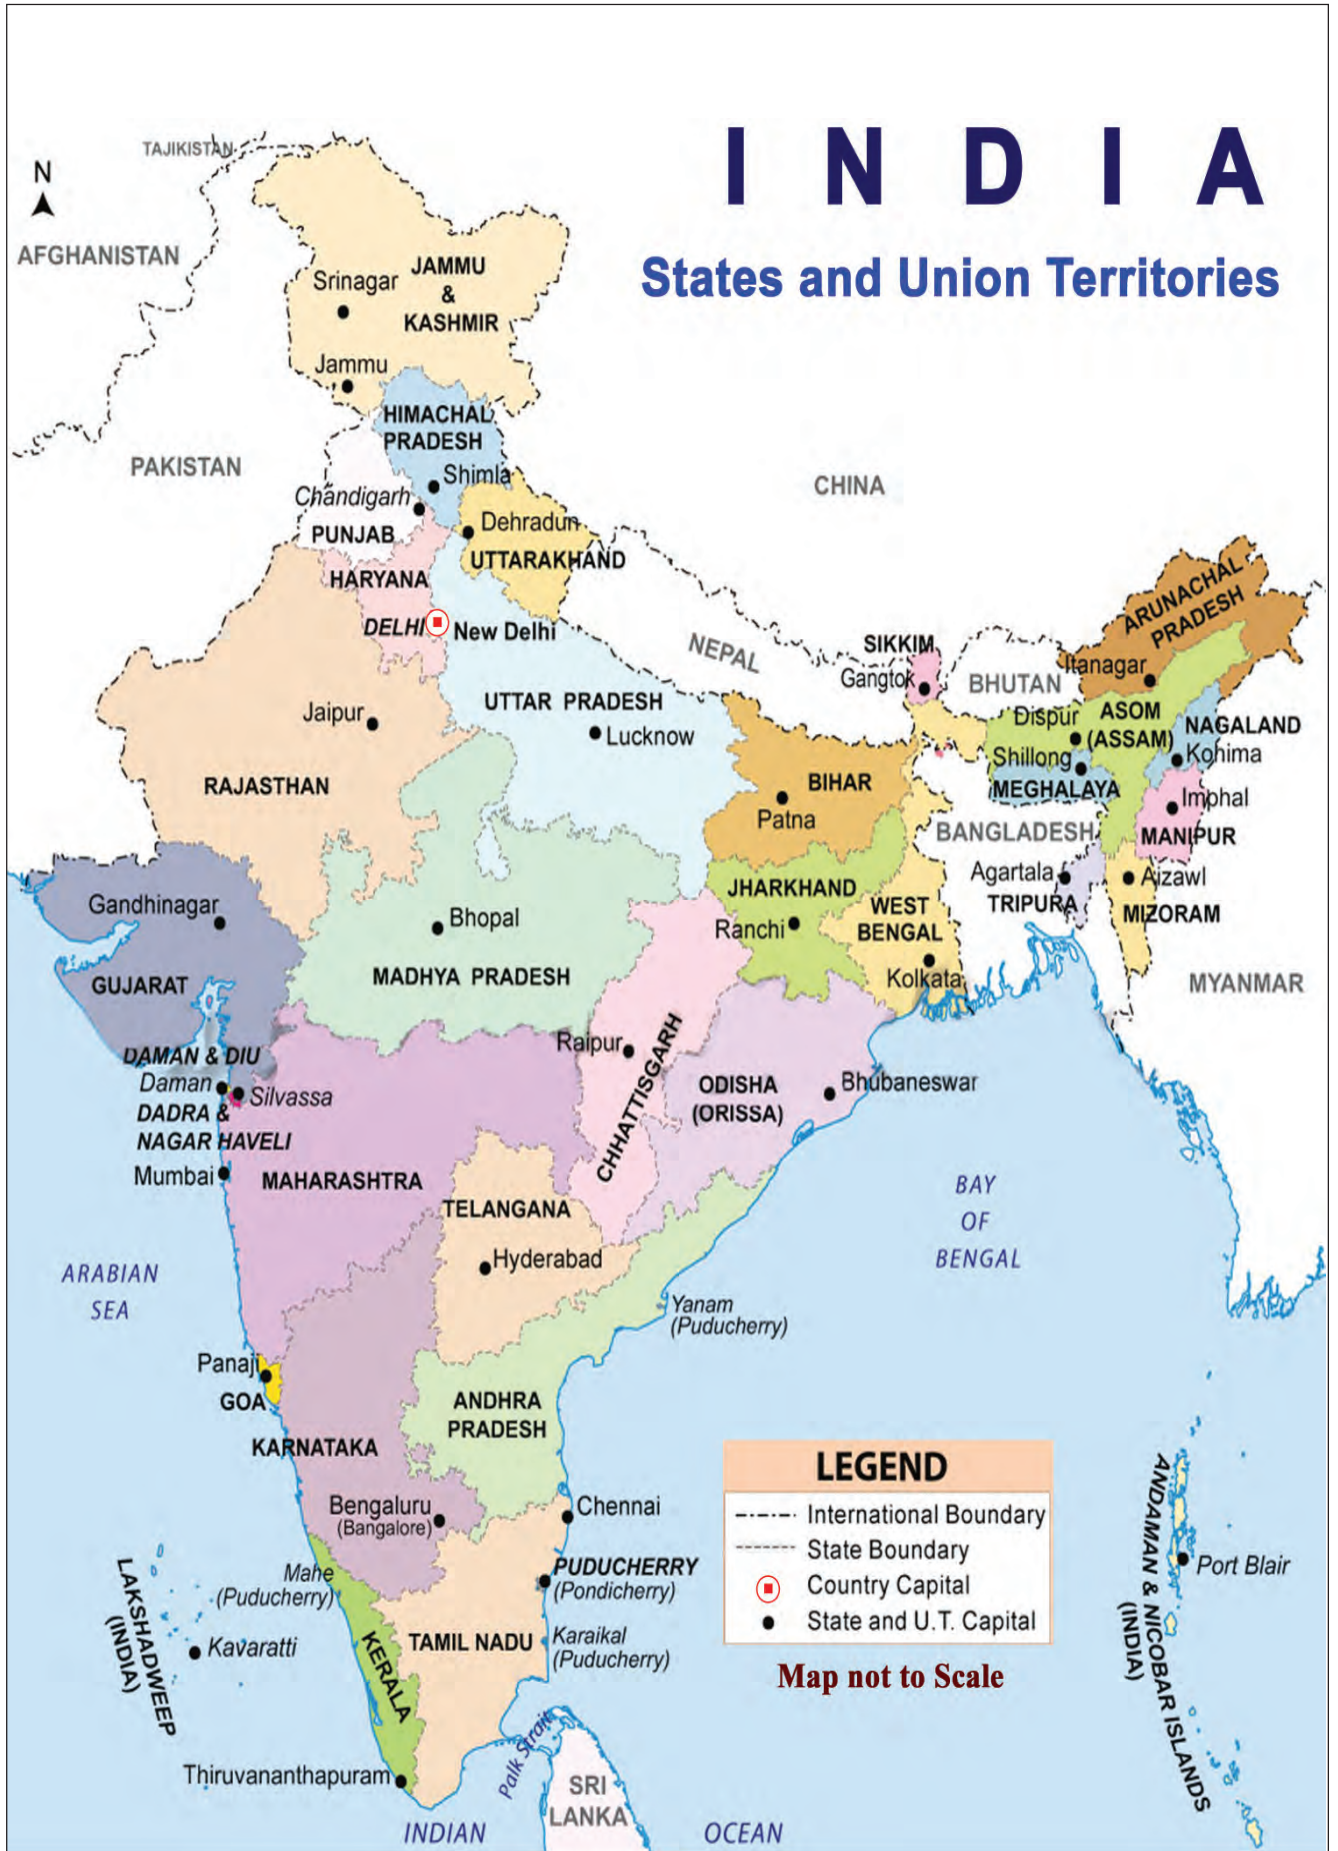 INDIA
States and Union Territories
N
TAJIKISTAN
AFGHANISTAN
PAKISTAN
CHINA
NEPAL
BHUTAN
BANGLADESH
MYANMAR
SRI
LANKA
JAMMU
&
KASHMIR
Srinagar
Jammu
HIMACHAL
PRADESH
Shimla
Chandigarh
PUNJAB
Dehradun
UTTARAKHAND
HARYANA
DELHI
New Delhi
UTTAR PRADESH
Lucknow
Jaipur
RAJASTHAN
SIKKIM
Gangtok
ARUNACHAL
PRADESH
Itanagar
Dispur
ASOM
(ASSAM)
NAGALAND
Kohima
Shillong
MEGHALAYA
Imphal
MANIPUR
Agartala
TRIPURA
Aizawl
MIZORAM
BIHAR
Patna
JHARKHAND
Ranchi
WEST
BENGAL
Kolkata
Gandhinagar
GUJARAT
Bhopal
MADHYA PRADESH
Raipur
CHHATTISGARH
ODISHA
(ORISSA)
Bhubaneswar
DAMAN & DIU
Daman
Silvassa
DADRA &
NAGAR HAVELI
Mumbai
MAHARASHTRA
TELANGANA
Hyderabad
Yanam
(Puducherry)
ARABIAN
SEA
BAY
OF
BENGAL
Panaji
GOA
KARNATAKA
ANDHRA
PRADESH
Bengaluru
(Bangalore)
Chennai
PUDUCHERRY
(Pondicherry)
Mahe
(Puducherry)
Karaikal
(Puducherry)
TAMIL NADU
KERALA
Thiruvananthapuram
LAKSHADWEEP
(INDIA)
Kavaratti
Palk Strait
INDIAN OCEAN
ANDAMAN & NICOBAR ISLANDS
(INDIA)
Port Blair
LEGEND
International Boundary
State Boundary
Country Capital
State and U.T. Capital
Map not to Scale